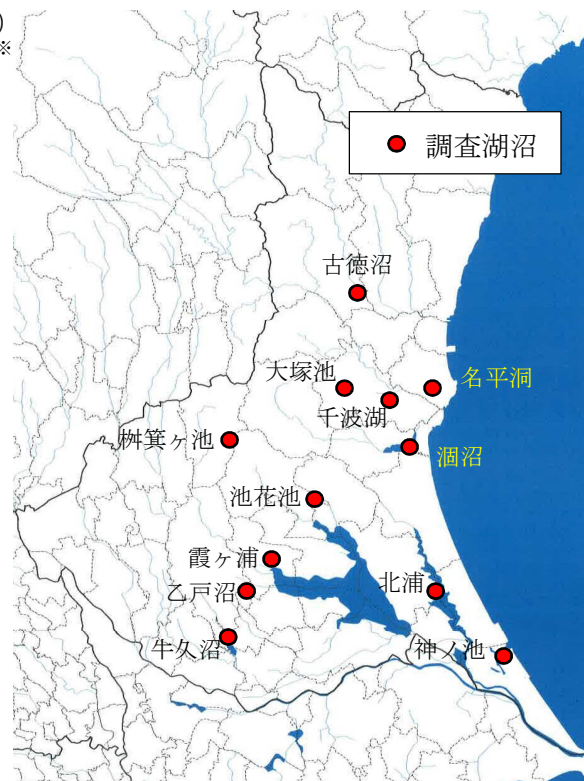 )
※
調査湖沼
古徳沼
大塚池
名平洞
千波湖
桝箕ヶ池
涸沼
池花池
霞ヶ浦
乙戸沼
北浦
牛久沼
神ノ池